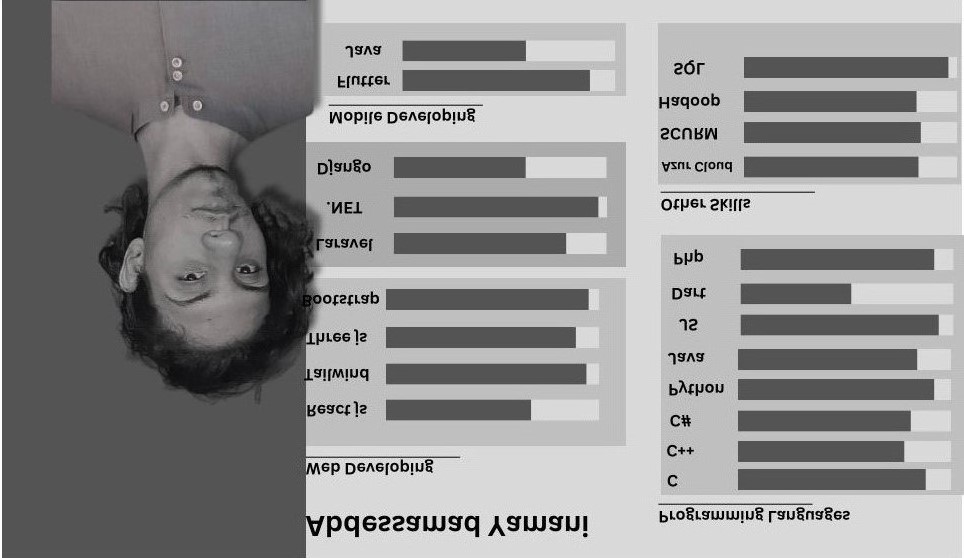 Abdessamad Yamani
Web Developing
React js
Tailwind
Three js
Bootstrap
Laravel
.NET
Django
Mobile Developing
Flutter
Java
Programming Languages
C
C++
C#
Python
Java
JS
Dart
Php
Other Skills
Azur Cloud
SCURM
Hadoop
SQL